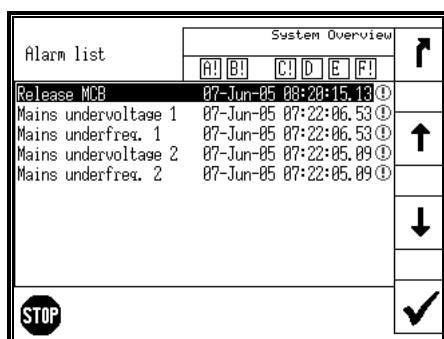 System Overview
Alarm list
A! B! C! D E F!
Release MCB 07-Jun-05 08:20:15.13
Mains undervoltage 1 07-Jun-05 07:22:06.53
Mains underfreq. 1 07-Jun-05 07:22:06.53
Mains undervoltage 2 07-Jun-05 07:22:05.09
Mains underfreq. 2 07-Jun-05 07:22:05.09
STOP